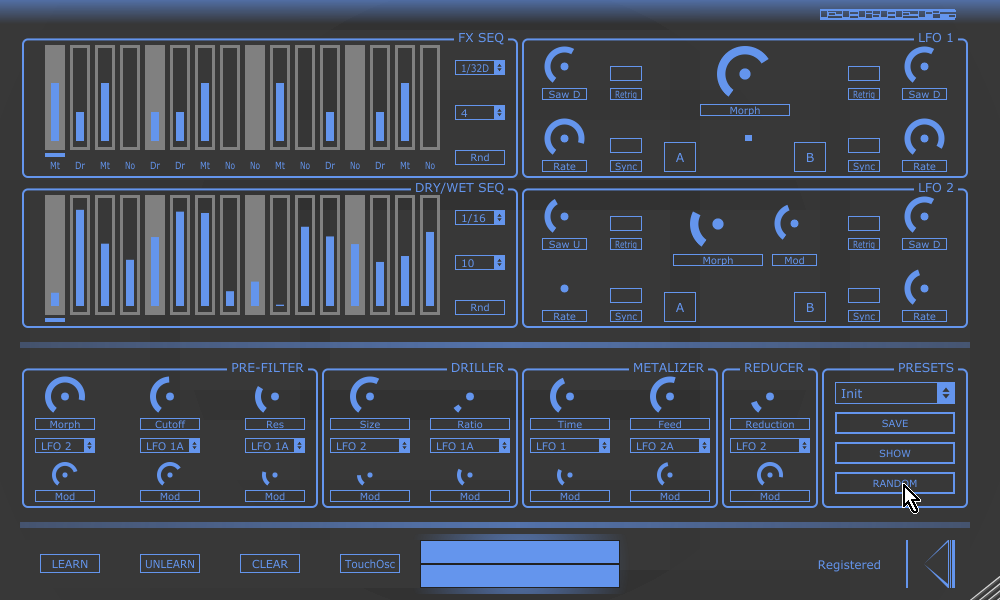 FX SEQ
LFO 1
1/32D
4
Rnd
Mt Dr Mt No Dr Dr Mt No No Mt No Dr No Dr Mt No
Saw D
Retrig
Morph
Retrig
Saw D
Rate
Sync
A
B
Sync
Rate
DRY/WET SEQ
LFO 2
1/16
10
Rnd
Saw U
Retrig
Morph
Mod
Retrig
Saw D
Rate
Sync
A
B
Sync
Rate
PRE-FILTER
DRILLER
METALIZER
REDUCER
PRESETS
Morph Cutoff Res
Size Ratio
Time Feed
Reduction
Init
LFO 2 LFO 1A LFO 1A
LFO 2 LFO 1A
LFO 1 LFO 2A
LFO 2
SAVE
SHOW
RANDOM
Mod Mod Mod
Mod Mod
Mod Mod
Mod
LEARN UNLEARN CLEAR TouchOsc
Registered